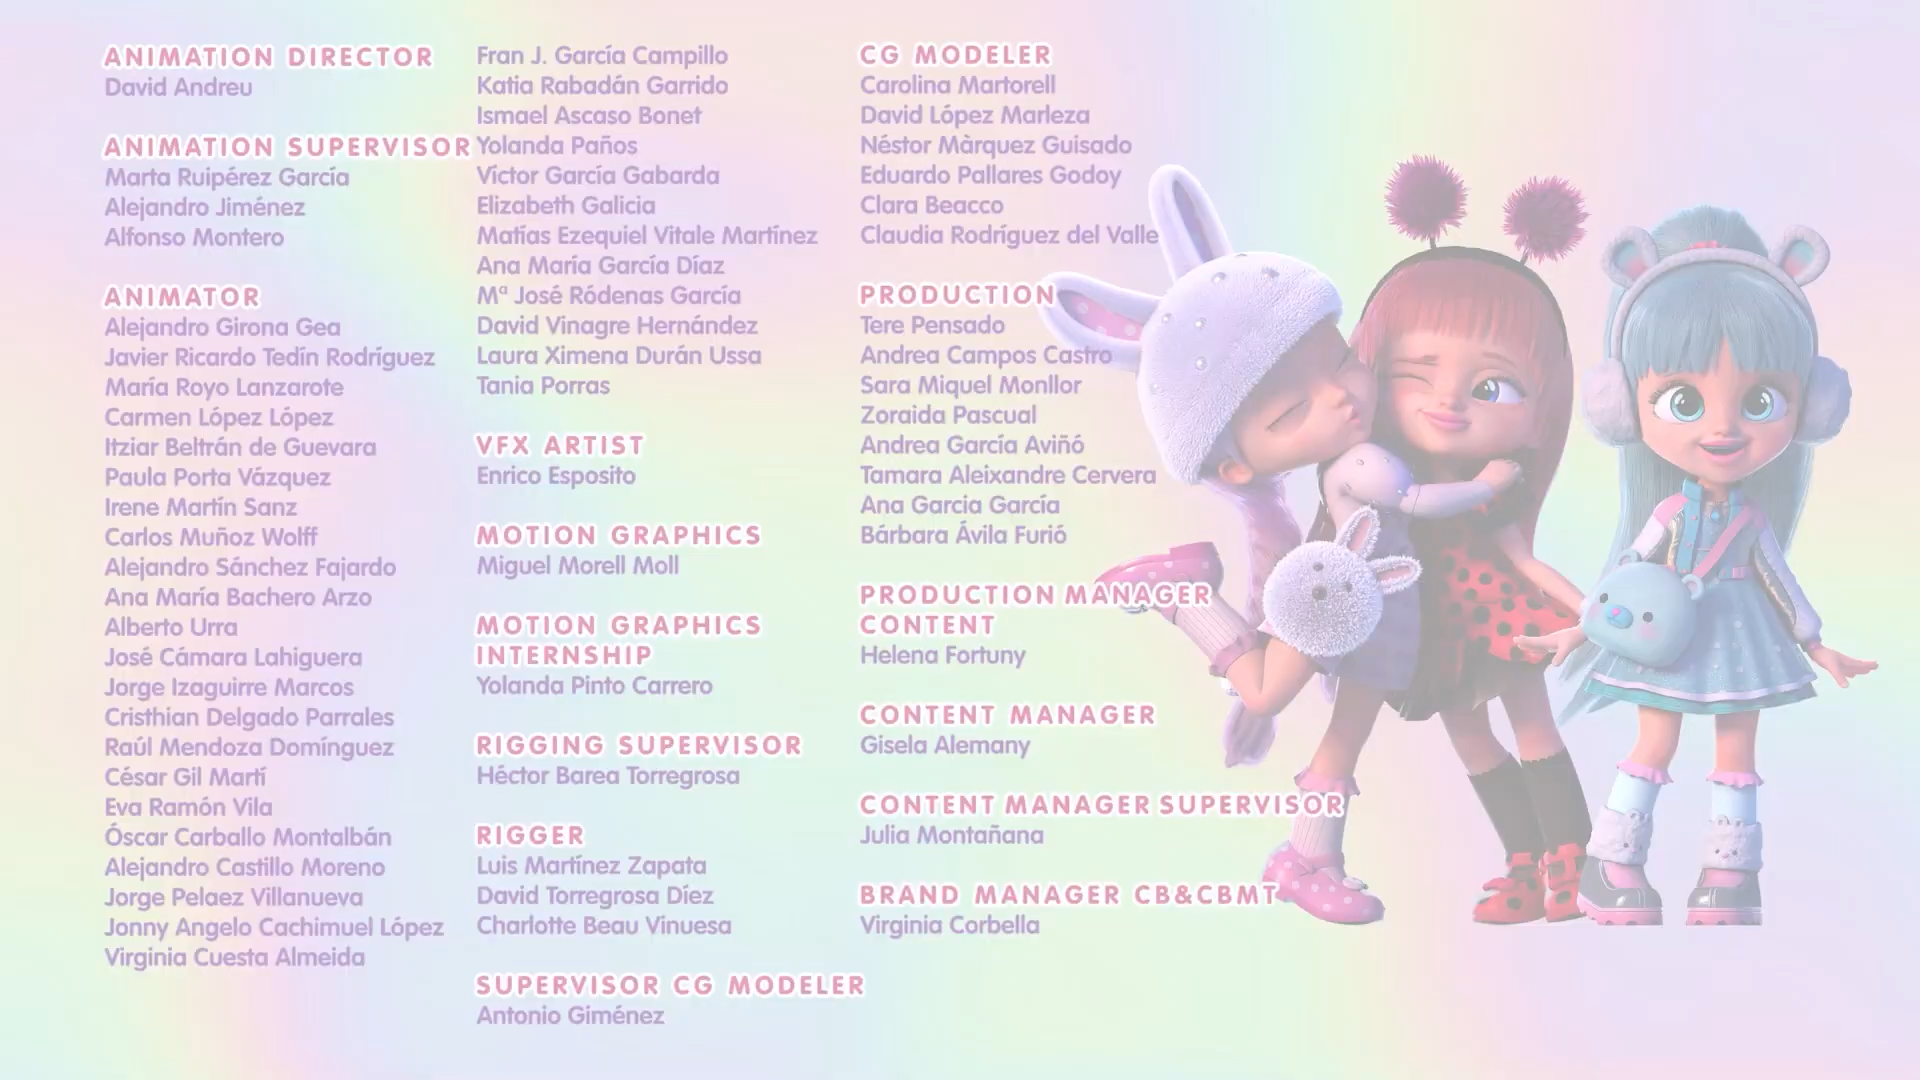 ANIMATION DIRECTOR
David Andreu
ANIMATION SUPERVISOR
Marta Ruipérez García
Alejandro Jiménez
Alfonso Montero
ANIMATOR
Alejandro Girona Gea
Javier Ricardo Tedín Rodríguez
María Royo Lanzarote
Carmen López López
Itziar Beltrán de Guevara
Paula Porta Vázquez
Irene Martín Sanz
Carlos Muñoz Wolff
Alejandro Sánchez Fajardo
Ana María Bachero Arzo
Alberto Urra
José Cámara Lahiguera
Jorge Izaguirre Marcos
Cristhian Delgado Parrales
Raúl Mendoza Domínguez
César Gil Martí
Eva Ramón Vila
Óscar Carballo Montalbán
Alejandro Castillo Moreno
Jorge Pelaez Villanueva
Jonny Angelo Cachimuel López
Virginia Cuesta Almeida
Fran J. García Campillo
Katia Rabadán Garrido
Ismael Ascaso Bonet
Yolanda Paños
Víctor García Gabarda
Elizabeth Galicia
Matías Ezequiel Vitale Martínez
Ana María García Díaz
Mª José Ródenas García
David Vinagre Hernández
Laura Ximena Durán Ussa
Tania Porras
VFX ARTIST
Enrico Esposito
MOTION GRAPHICS
Miguel Morell Moll
MOTION GRAPHICS
INTERNSHIP
Yolanda Pinto Carrero
RIGGING SUPERVISOR
Héctor Barea Torregrosa
RIGGER
Luis Martínez Zapata
David Torregrosa Díez
Charlotte Beau Vinuesa
SUPERVISOR CG MODELER
Antonio Giménez
CG MODELER
Carolina Martorell
David López Marleza
Néstor Màrquez Guisado
Eduardo Pallares Godoy
Clara Beacco
Claudia Rodríguez del Valle
PRODUCTION
Tere Pensado
Andrea Campos Castro
Sara Miquel Monllor
Zoraida Pascual
Andrea García Aviñó
Tamara Aleixandre Cervera
Ana Garcia García
Bárbara Ávila Furió
PRODUCTION MANAGER
CONTENT
Helena Fortuny
CONTENT MANAGER
Gisela Alemany
CONTENT MANAGER SUPERVISOR
Julia Montañana
BRAND MANAGER CB&CBMT
Virginia Corbella